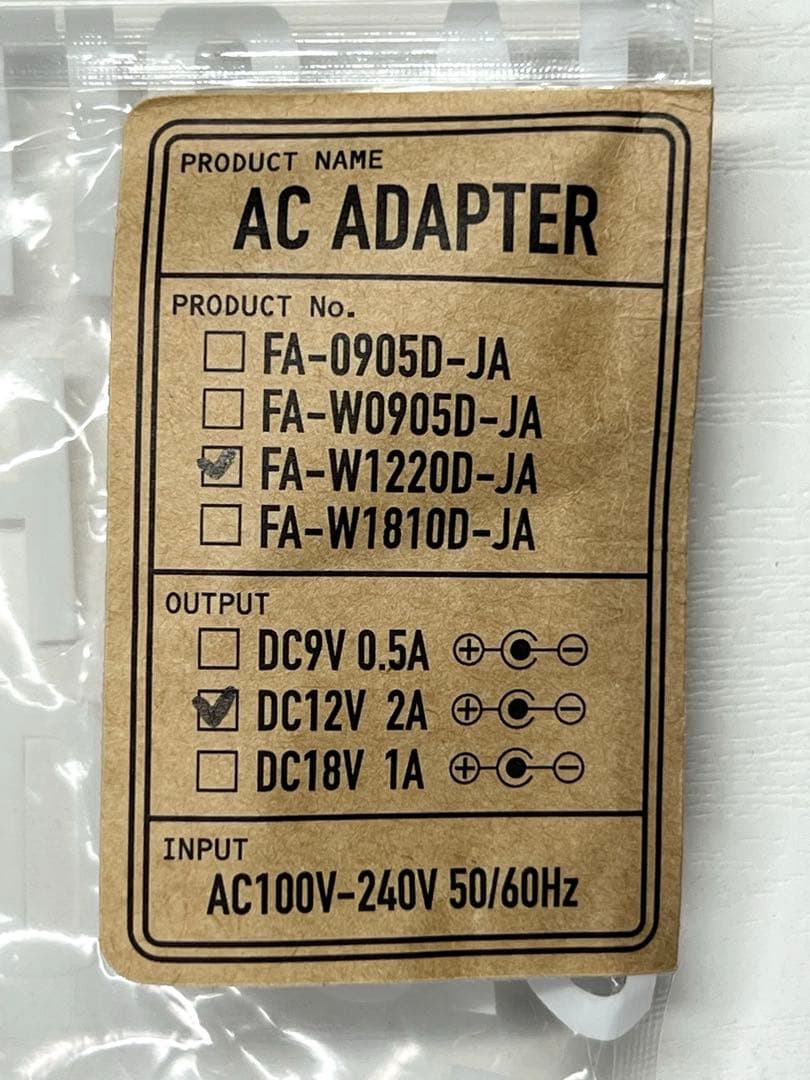 PRODUCT NAME
AC ADAPTER
PRODUCT No.
FA-0905D-JA
FA-W0905D-JA
FA-W1220D-JA
FA-W1810D-JA
OUTPUT
DC9V 0.5A
DC12V 2A
DC18V 1A
INPUT
AC100V-240V 50/60Hz